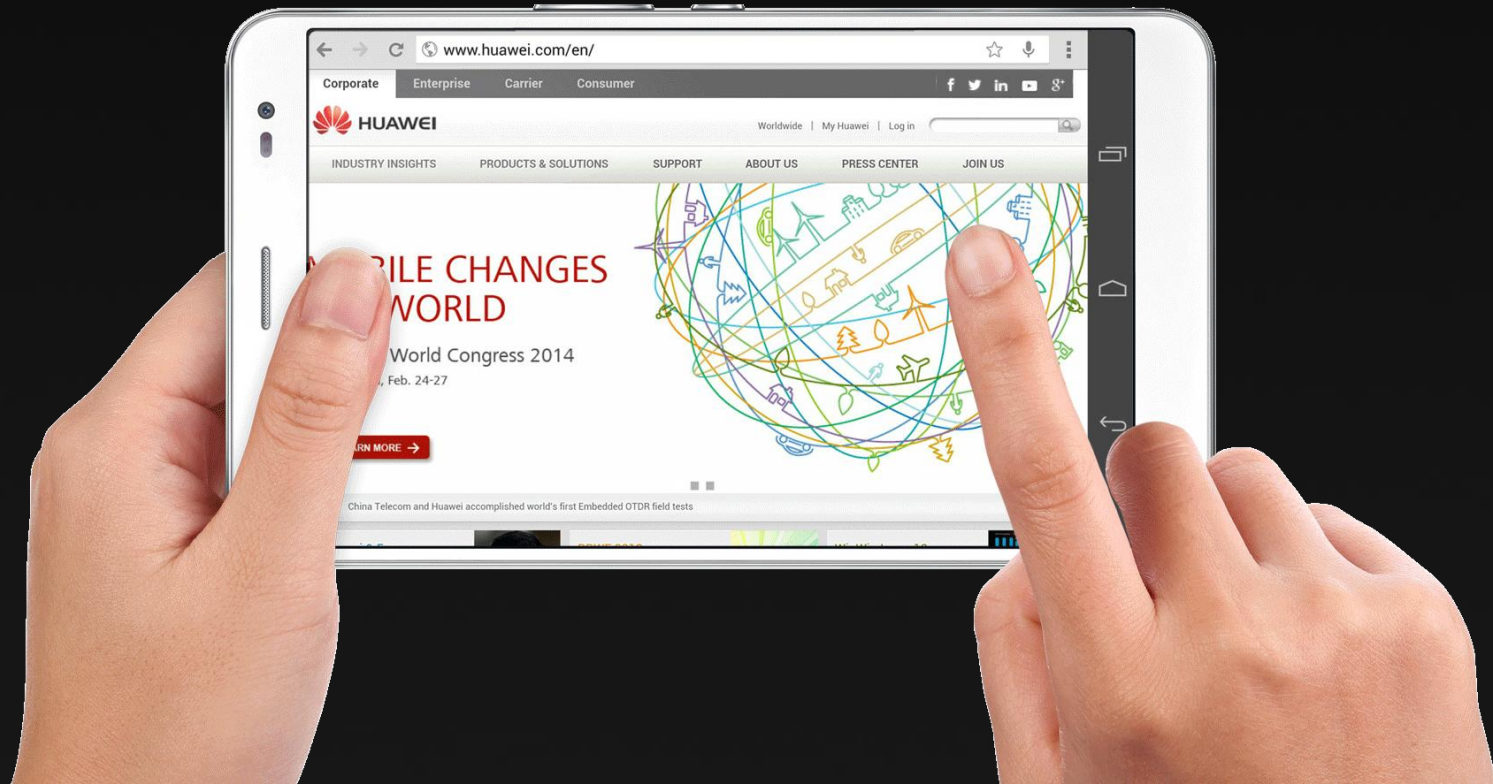 www.huawei.com/en/
Corporate Enterprise Carrier Consumer
HUAWEI
Worldwide | My Huawei | Log in
INDUSTRY INSIGHTS PRODUCTS & SOLUTIONS SUPPORT ABOUT US PRESS CENTER JOIN US
CHANGES
WORLD
World Congress 2014
, Feb. 24-27
MORE
China Telecom and Huawei accomplished world's first Embedded OTDR field tests